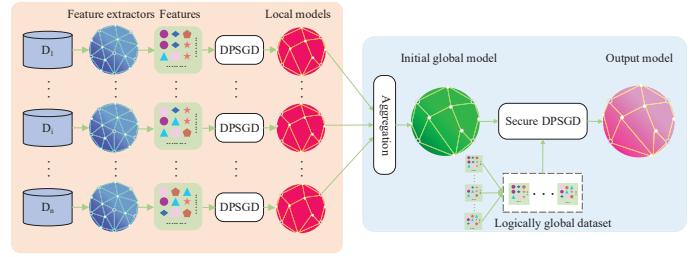 Feature extractors
Features
Local models
D1
DPSGD
Di
DPSGD
Dn
DPSGD
Aggregation
Initial global model
Output model
Secure DPSGD
Logically global dataset